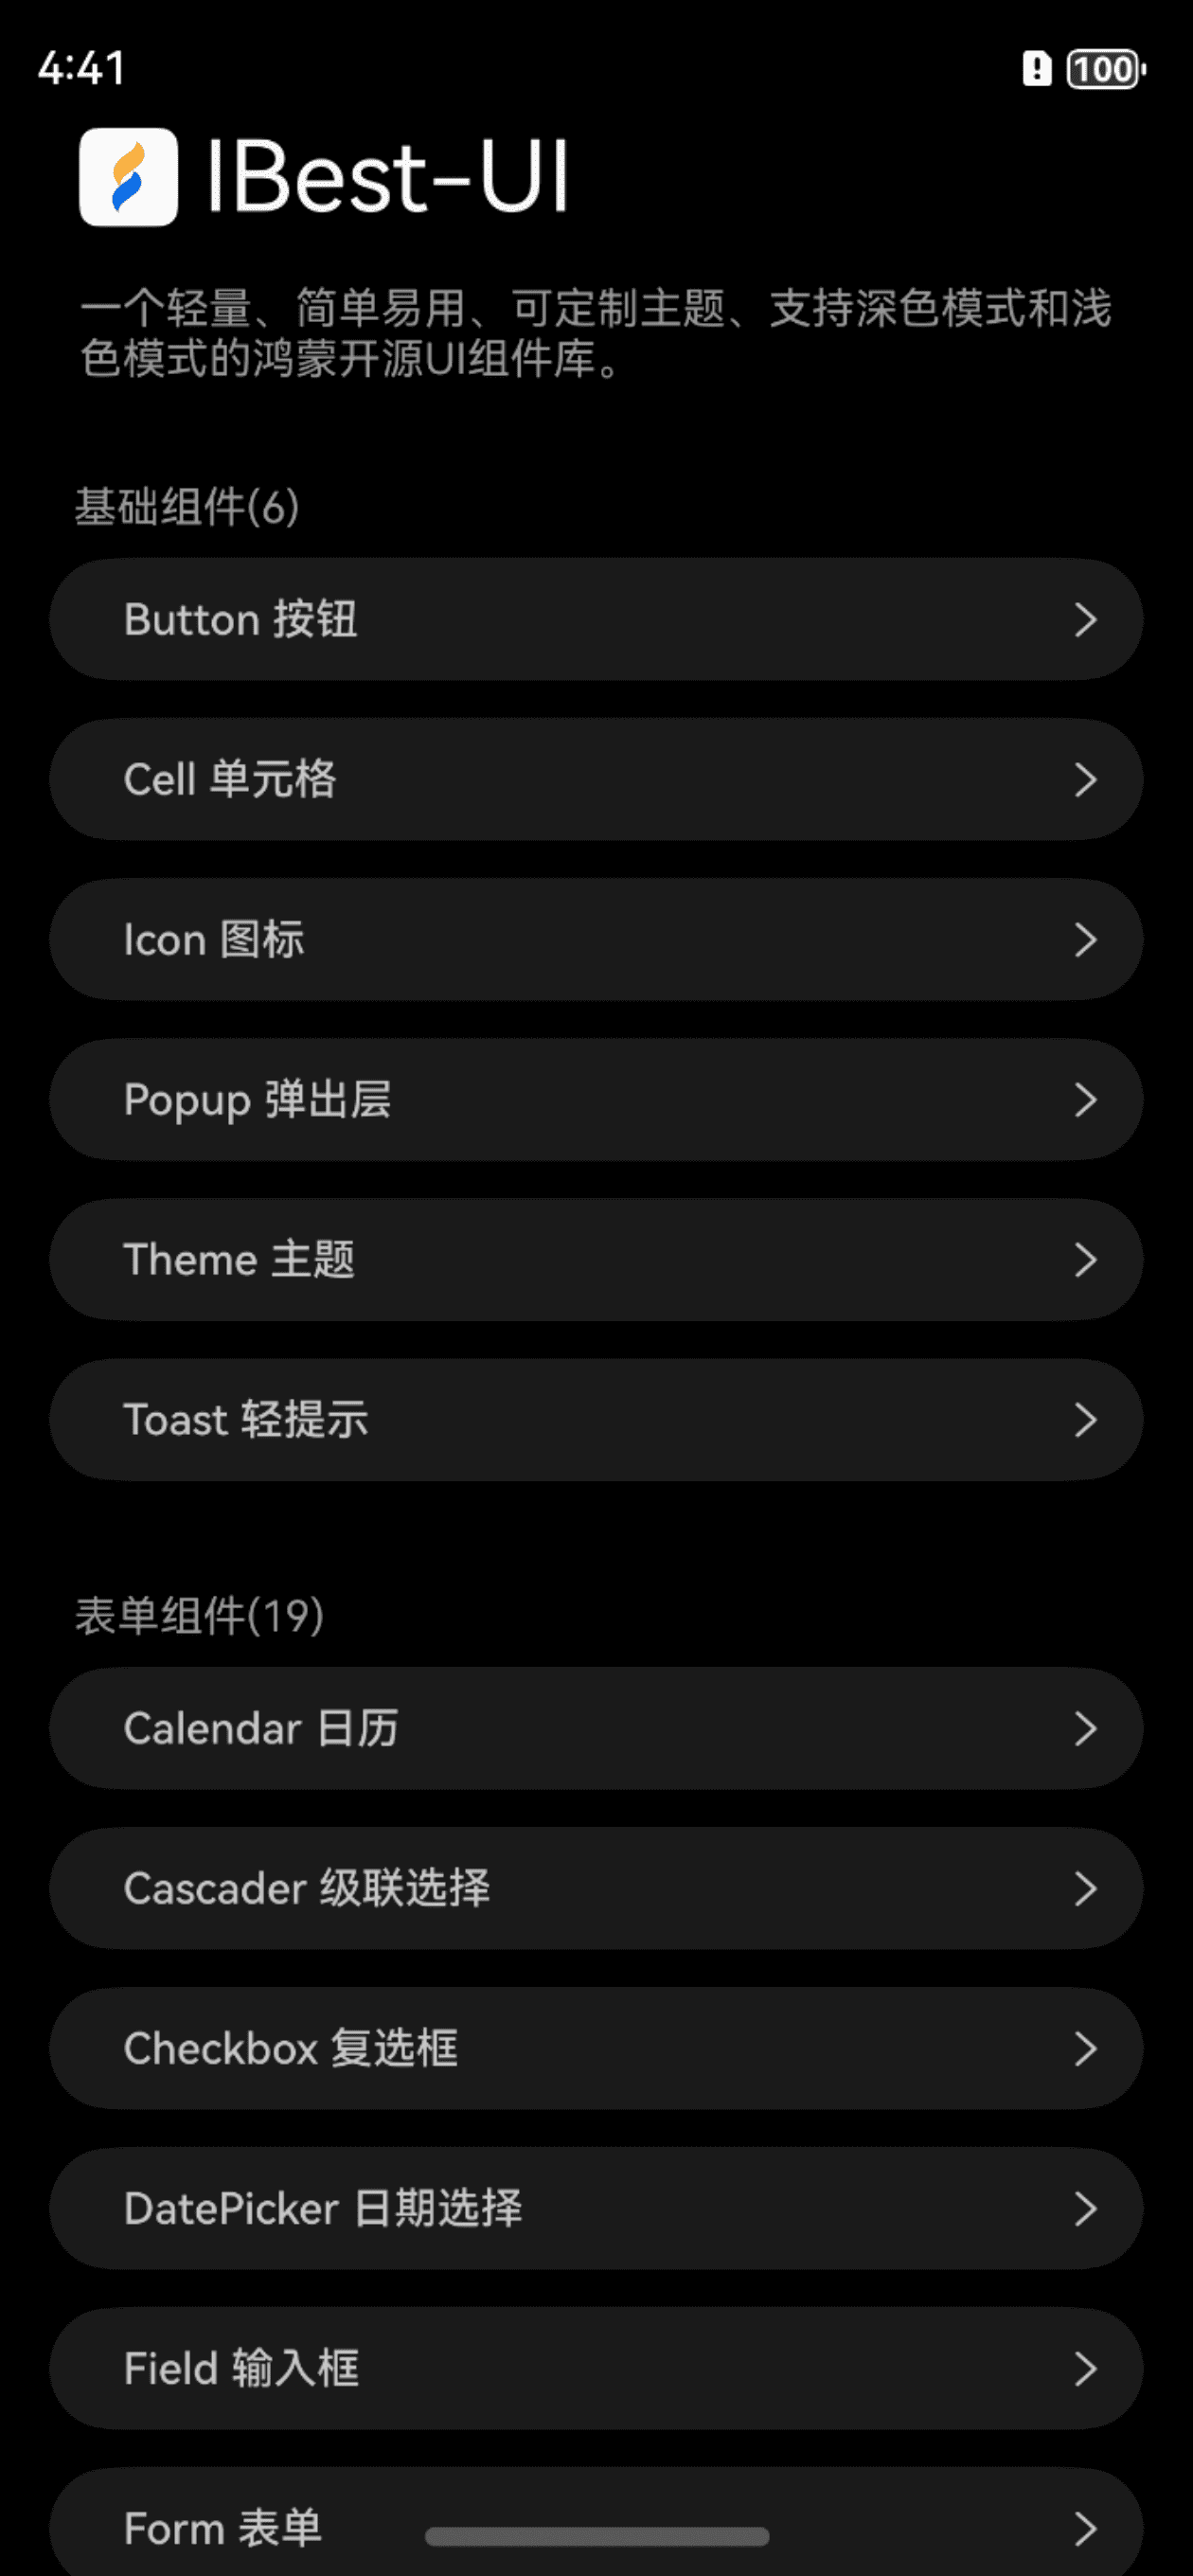 4:41
100
IBest-UI
一个轻量、简单易用、可定制主题、支持深色模式和浅
色模式的鸿蒙开源UI组件库。
基础组件(6)
Button 按钮
Cell 单元格
Icon 图标
Popup 弹出层
Theme 主题
Toast 轻提示
表单组件(19)
Calendar 日历
Cascader 级联选择
Checkbox 复选框
DatePicker 日期选择
Field 输入框
Form 表单